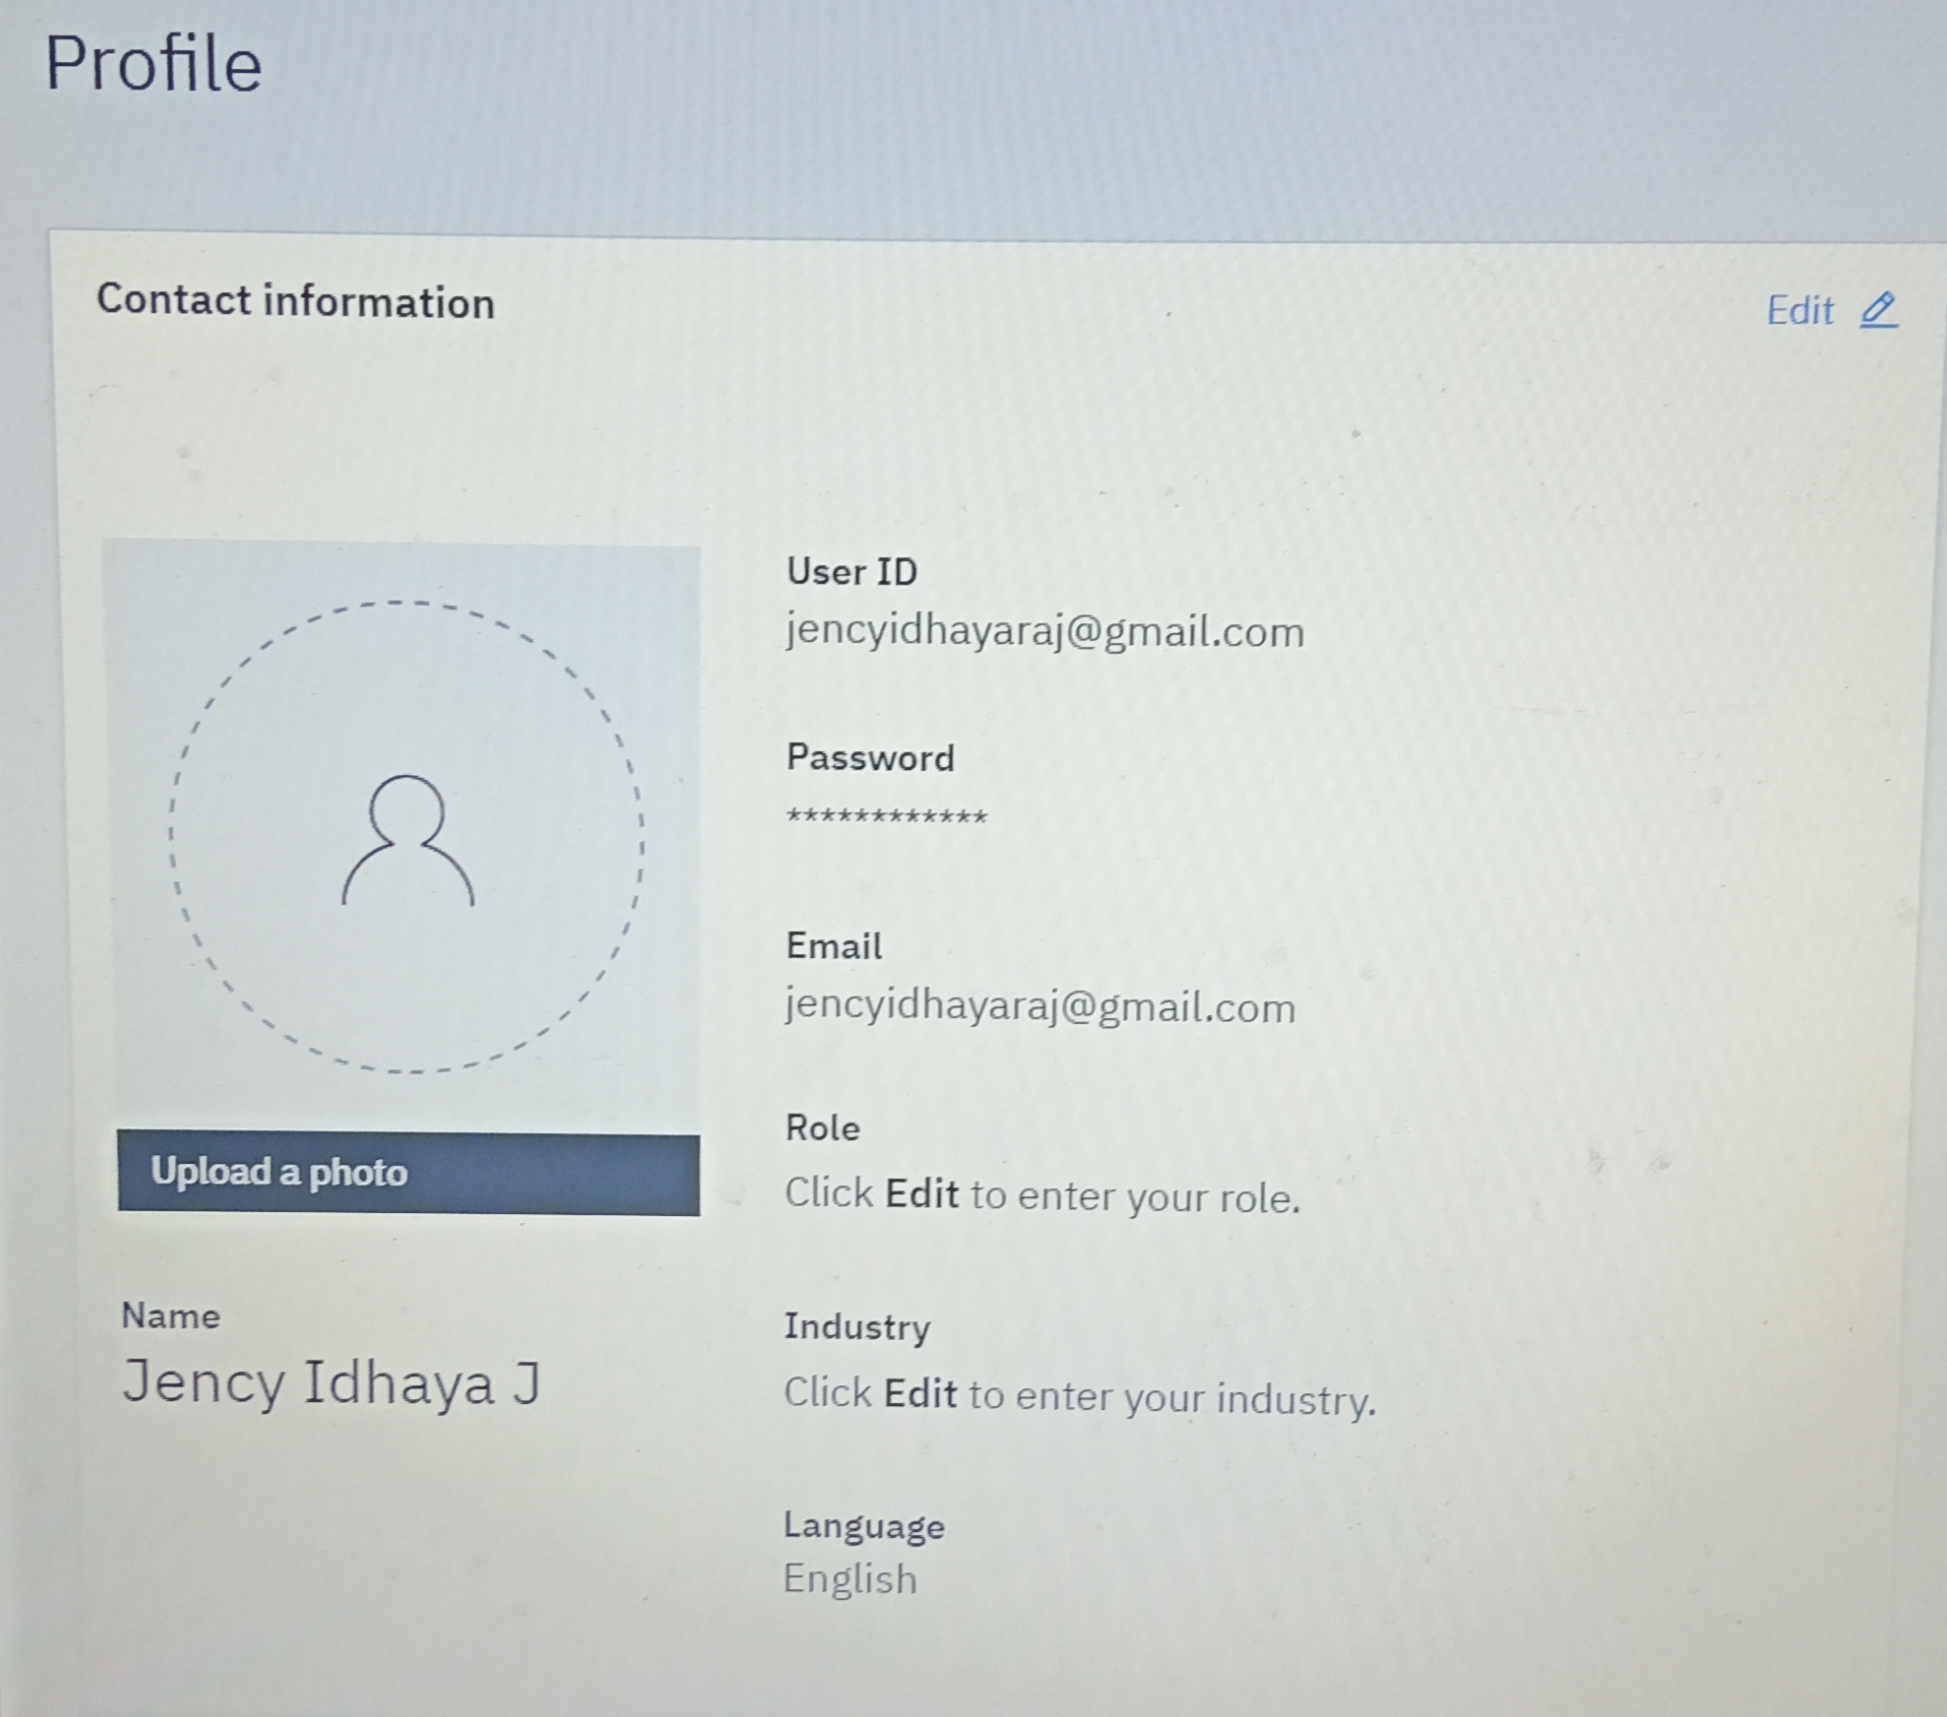 Profile
Contact information
Edit
User ID
jencyidhayaraj@gmail.com
Password
************
Email
jencyidhayaraj@gmail.com
Role
Click Edit to enter your role.
Upload a photo
Name
Jency Idhaya J
Industry
Click Edit to enter your industry.
Language
English